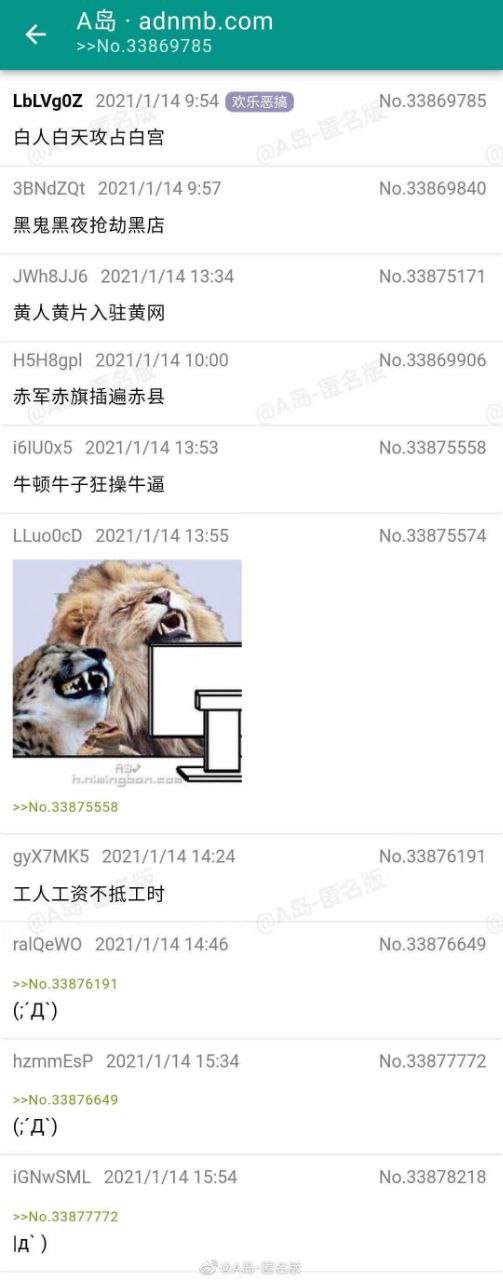 A岛 · adnmb.com
>>No.33869785
LbLVg0Z 2021/1/14 9:54 欢乐恶搞 No.33869785
白人白天攻占白宫
3BNdZQt 2021/1/14 9:57 No.33869840
黑鬼黑夜抢劫黑店
JWh8JJ6 2021/1/14 13:34 No.33875171
黄人黄片入驻黄网
H5H8gpl 2021/1/14 10:00 No.33869906
赤军赤旗插遍赤县
i6lU0x5 2021/1/14 13:53 No.33875558
牛顿牛子狂操牛逼
LLuo0cD 2021/1/14 13:55 No.33875574
A岛
h.nimingban.com
>>No.33875558
gyX7MK5 2021/1/14 14:24 No.33876191
工人工资不抵工时
ralQeWO 2021/1/14 14:46 No.33876649
>>No.33876191
(;´Д`)
hzmmEsP 2021/1/14 15:34 No.33877772
>>No.33876649
(;´Д`)
iGNwSML 2021/1/14 15:54 No.33878218
>>No.33877772
|д` )
@A岛-匿名版